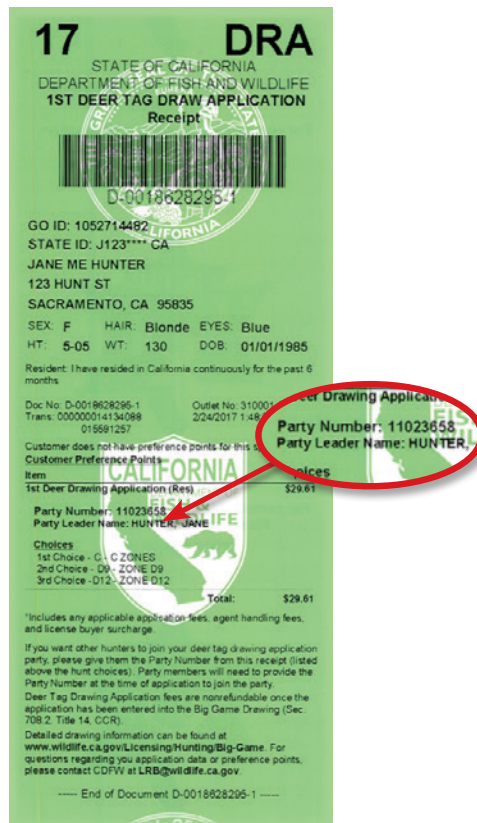 17 DRA
STATE OF CALIFORNIA
DEPARTMENT OF FISH AND WILDLIFE
1ST DEER TAG DRAW APPLICATION
Receipt
D-0018628295-1
GO ID: 1052714482
STATE ID: J123**** CA
JANE ME HUNTER
123 HUNT ST
SACRAMENTO, CA 95835
SEX: F HAIR: Blonde EYES: Blue
HT: 5-05 WT: 130 DOB: 01/01/1985
Resident: I have resided in California continuously for the past 6
months
Doc No: D-0018628295-1 Outlet No: 310001
Trans: 00000014134088 2/24/2017 1:48
015591257
Customer does not have preference points for this
Customer Preference Points
Item
1st Deer Drawing Application (Res) $29.61
Party Number: 11023658
Party Leader Name: HUNTER, JANE
Choices
1st Choice - C - C ZONES
2nd Choice - D9 - ZONE D9
3rd Choice -D12 - ZONE D12
Total: $29.61
*Includes any applicable application fees, agent handling fees,
and license buyer surcharge.
If you want other hunters to join your deer tag drawing application
party, please give them the Party Number from this receipt (listed
above the hunt choices). Party members will need to provide the
Party Number at the time of application to join the party.
Deer Tag Drawing Application fees are nonrefundable once the
application has been entered into the Big Game Drawing (Sec.
708.2, Title 14, CCR).
Detailed drawing information can be found at
www.wildlife.ca.gov/Licensing/Hunting/Big-Game. For
questions regarding you application data or preference points,
please contact CDFW at LRB@wildlife.ca.gov.
----- End of Document D-0018628295-1 -----
CALIFORNIA
Drawing
Party Number: 11023658
Party Leader Name: HUNTER,